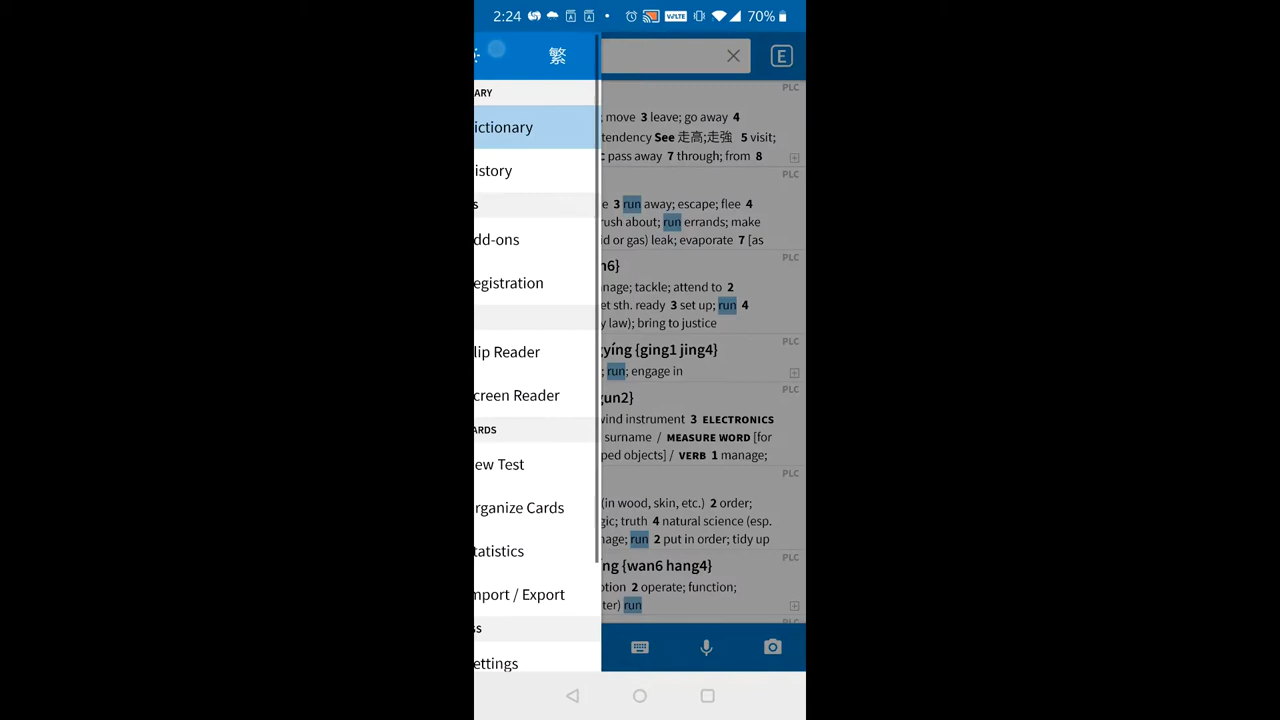 2:24
VoLTE
70%
繁
E
ARY
ictionary
istory
s
dd-ons
egistration
lip Reader
creen Reader
ARDS
ew Test
rganize Cards
tatistics
mport / Export
GS
ettings
PLC
; move 3 leave; go away 4
tendency See 走高;走強 5 visit;
c pass away 7 through; from 8
PLC
e 3 run away; escape; flee 4
rush about; run errands; make
id or gas) leak; evaporate 7 [as
PLC
n6}
nage; tackle; attend to 2
et sth. ready 3 set up; run 4
y law); bring to justice
PLC
gyíng {ging1 jing4}
; run; engage in
PLC
gun2}
wind instrument 3 ELECTRONICS
surname / MEASURE WORD [for
ped objects] / VERB 1 manage;
PLC
(in wood, skin, etc.) 2 order;
gic; truth 4 natural science (esp.
nage; run 2 put in order; tidy up
PLC
ng {wan6 hang4}
otion 2 operate; function;
ter) run